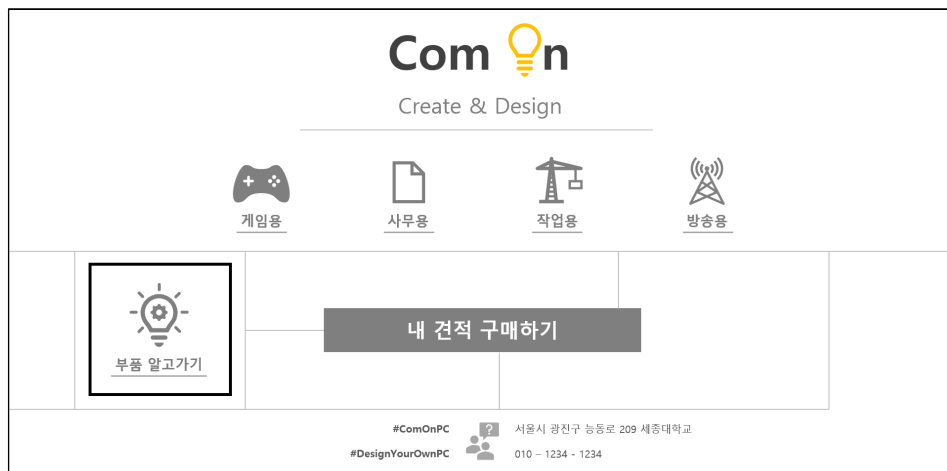 Com On
Create & Design
게임용 사무용 작업용 방송용
내 견적 구매하기
부품 알고가기
#ComOnPC 서울시 광진구 능동로 209 세종대학교
#DesignYourOwnPC 010 – 1234 - 1234